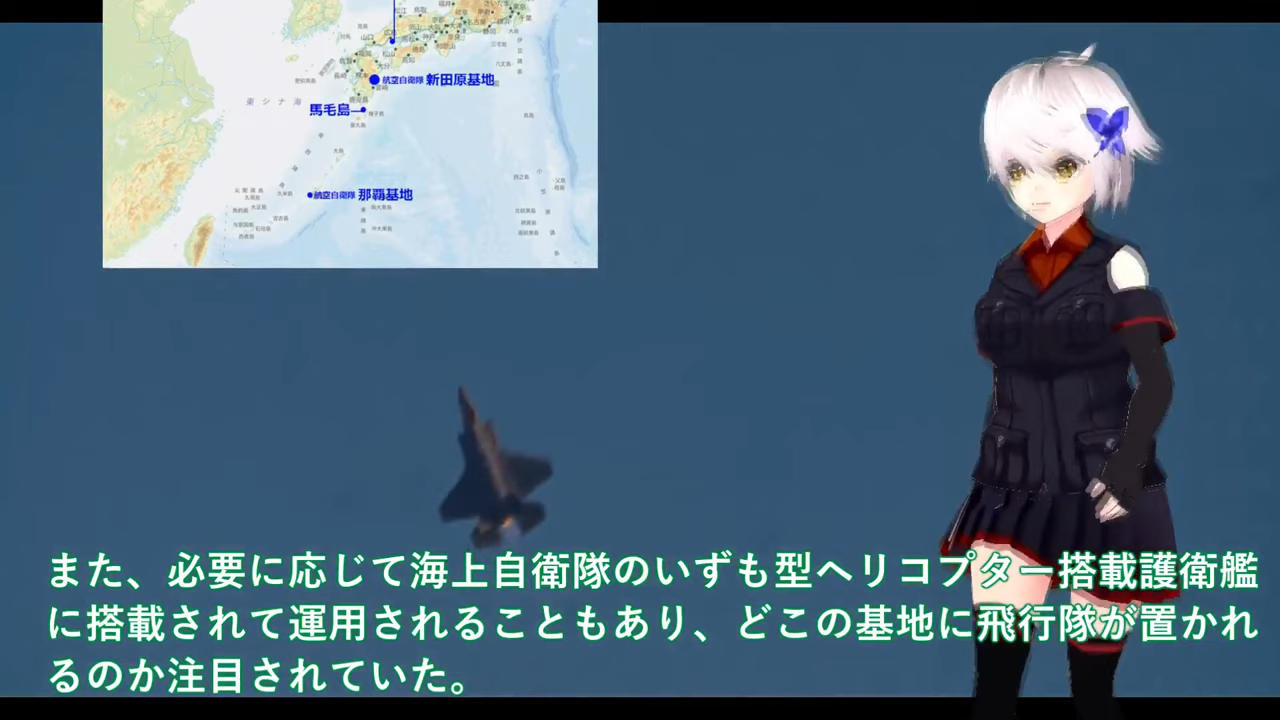 東シナ海
航空自衛隊 新田原基地
馬毛島
航空自衛隊 那覇基地
また、必要に応じて海上自衛隊のいずも型ヘリコプター搭載護衛艦
に搭載されて運用されることもあり、どこの基地に飛行隊が置かれ
るのか注目されていた。